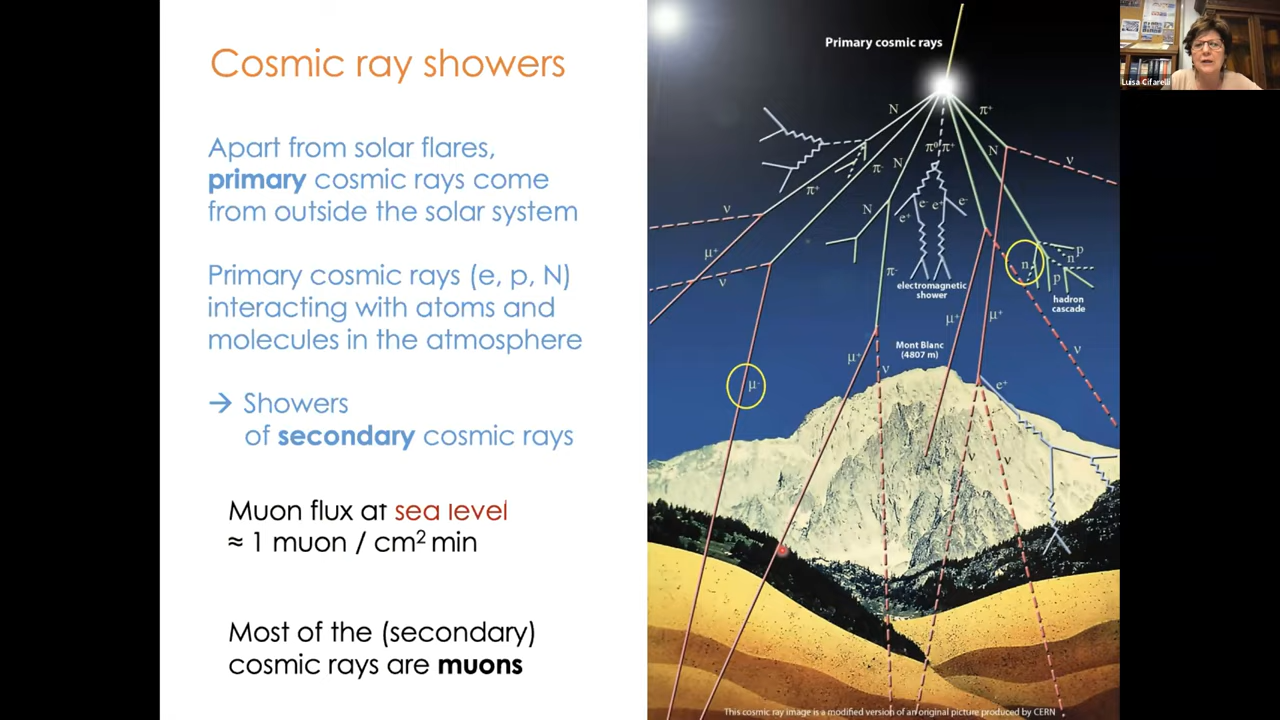 Cosmic ray showers
Apart from solar flares,
primary cosmic rays come
from outside the solar system
Primary cosmic rays (e, p, N)
interacting with atoms and
molecules in the atmosphere
→ Showers
of secondary cosmic rays
Muon flux at sea level
≈ 1 muon / cm² min
Most of the (secondary)
cosmic rays are muons
Primary cosmic rays
N
π⁺
π⁰
π⁺
N
ν
π⁻
N
π⁺
e⁻
e⁺
e⁻
N
e⁺
ν
μ⁺
ν
π⁻
p
n
n
p
electromagnetic
shower
hadron
cascade
μ⁺
μ⁺
Mont Blanc
(4807 m)
ν
μ⁺
ν
μ⁻
e⁺
ν
ν
This cosmic ray image is a modified version of an original picture produced by CERN
Luisa Cifarelli